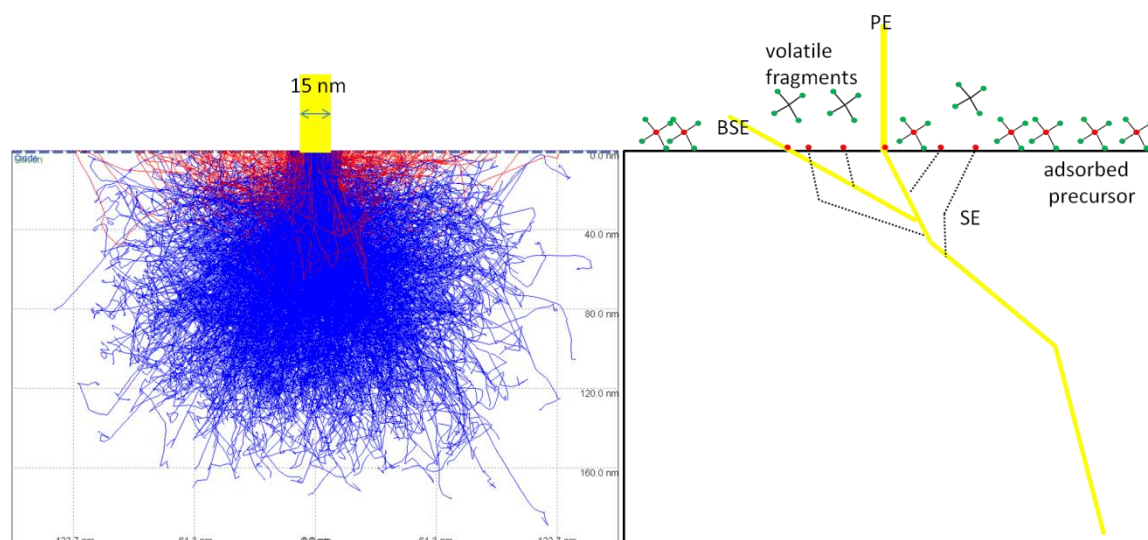 15 nm
0.0 nm
40.0 nm
80.0 nm
120.0 nm
160.0 nm
PE
volatile
fragments
BSE
adsorbed
precursor
SE